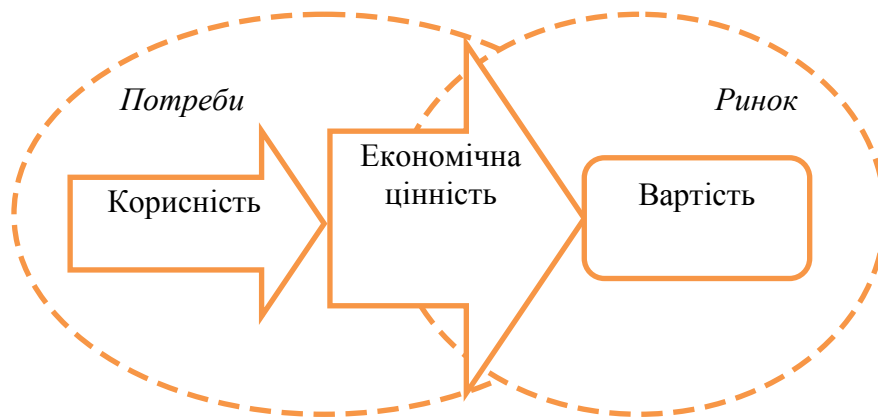 Потреби
Ринок
Корисність
Економічна
цінність
Вартість